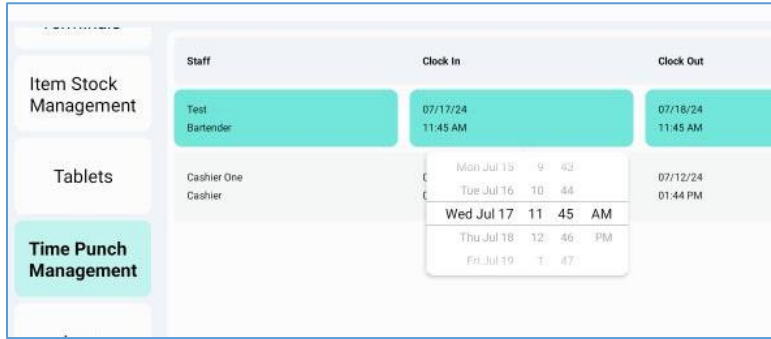 Staff Clock In Clock Out
Item Stock
Management
Tablets
Time Punch
Management
Test 07/17/24 07/18/24
Bartender 11:45 AM 11:45 AM
Cashier One 07/12/24
Cashier 01:44 PM
Mon Jul 15 9 43
Tue Jul 16 10 44
Wed Jul 17 11 45 AM
Thu Jul 18 12 46 PM
Fri Jul 19 1 47